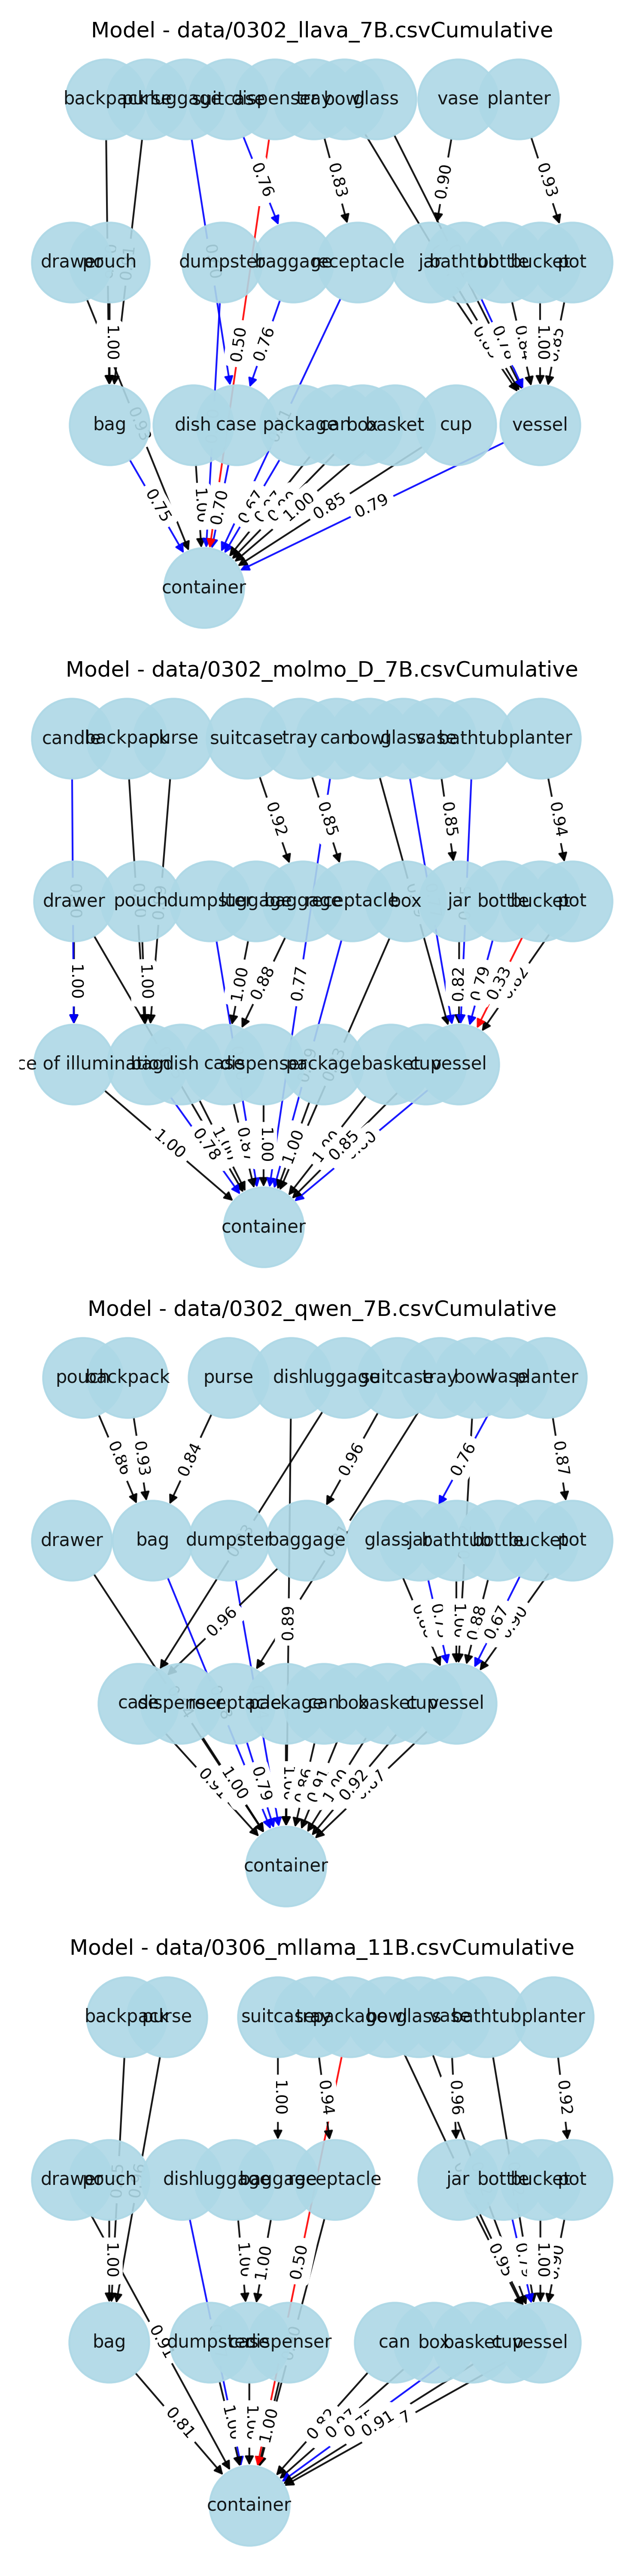 Model - data/0302_llava_7B.csvCumulative
backpack purse luggage suitcase dispenser tray bowl glass vase planter
0.76 0.83 0.90 0.93
drawer pouch dumpster baggage receptacle jar bathtub bottle bucket pot
1.00 0.50 0.76 1.00 0.85
bag dish case package can box basket cup vessel
0.75 0.70 0.67 1.00 0.85 0.79
container
Model - data/0302_molmo_D_7B.csvCumulative
candle backpack purse suitcase tray can bowl glass vase bathtub planter
0.92 0.85 0.85 0.94
drawer pouch dumpster luggage baggage receptacle box jar bottle bucket pot
1.00 1.00 1.00 0.88 0.77 0.82 0.79 0.33
ce of illumination bag dish case dispenser package basket cup vessel
1.00 0.78 1.00 1.00 0.85
container
Model - data/0302_qwen_7B.csvCumulative
pouch backpack purse dish luggage suitcase tray bowl vase planter
0.86 0.93 0.84 0.96 0.76 0.87
drawer bag dumpster baggage glass jar bathtub bottle bucket pot
0.96 0.89 0.88 0.67 0.90
case dispenser receptacle package can box basket cup vessel
1.00 0.79 0.92
container
Model - data/0306_mllama_11B.csvCumulative
backpack purse suitcase tray package bowl glass vase bathtub planter
1.00 0.94 0.96 0.92
drawer pouch dish luggage baggage receptacle jar bottle bucket pot
1.00 1.00 1.00 0.50 0.95 1.00
bag dumpster case dispenser can box basket cup vessel
0.91 0.81 1.00 0.91
container